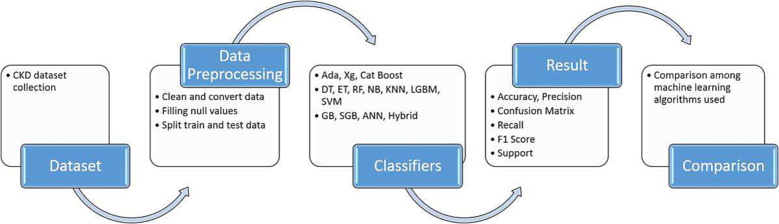 • CKD dataset
collection
Dataset
Data
Preprocessing
• Clean and convert data
• Filling null values
• Split train and test data
• Ada, Xg, Cat Boost
• DT, ET, RF, NB, KNN, LGBM,
SVM
• GB, SGB, ANN, Hybrid
Classifiers
Result
• Accuracy, Precision
• Confusion Matrix
• Recall
• F1 Score
• Support
• Comparison among
machine learning
algorithms used
Comparison